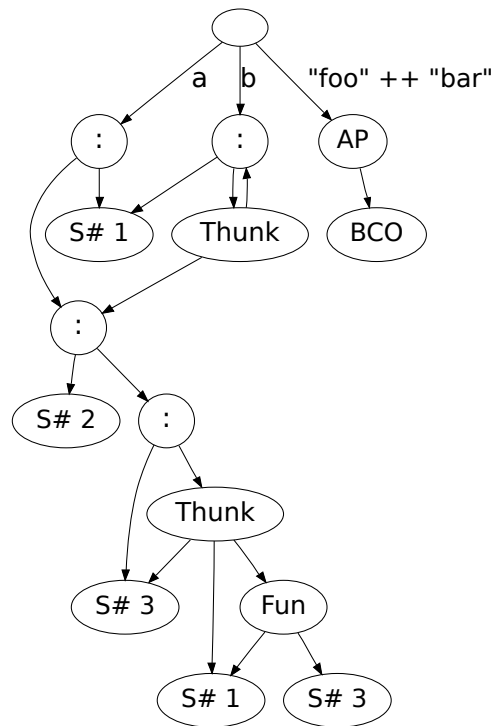 a b "foo" ++ "bar"
: : AP
S# 1 Thunk BCO
:
S# 2 :
Thunk
S# 3 Fun
S# 1 S# 3